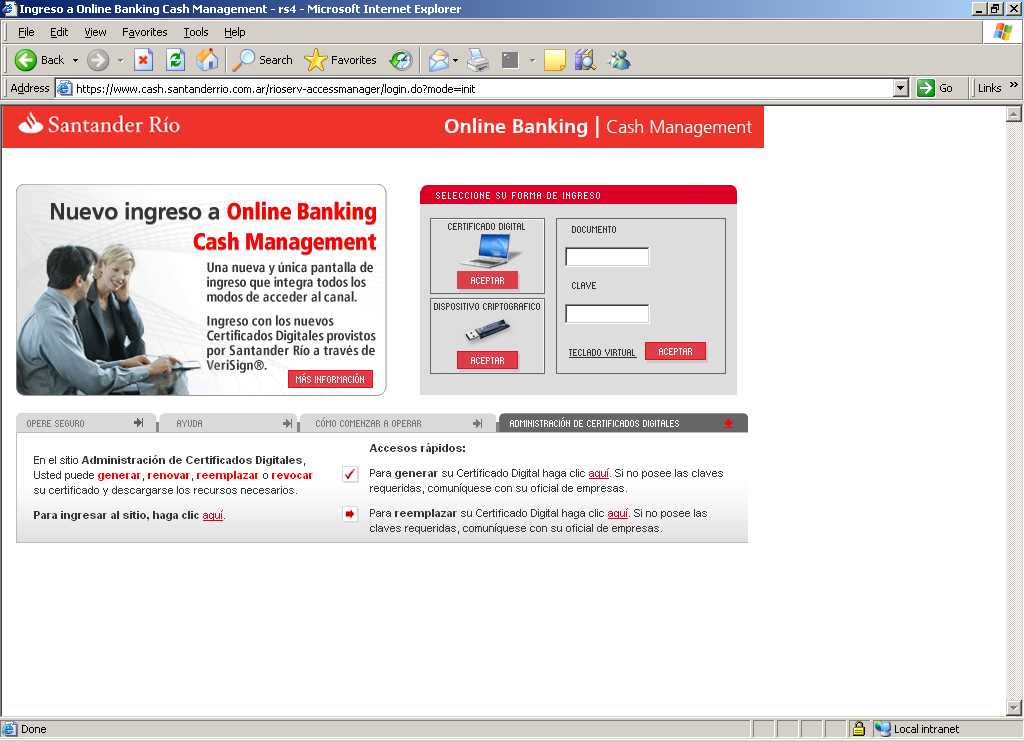 Ingreso a Online Banking Cash Management - rs4 - Microsoft Internet Explorer
File Edit View Favorites Tools Help
Back Search Favorites
Address https://www.cash.santanderrio.com.ar/rioserv-accessmanager/login.do?mode=init Go Links »
Santander Río Online Banking | Cash Management
Nuevo ingreso a Online Banking
Cash Management
Una nueva y única pantalla de
ingreso que integra todos los
modos de acceder al canal.
Ingreso con los nuevos
Certificados Digitales provistos
por Santander Río a través de
VeriSign®.
MÁS INFORMACIÓN
SELECCIONE SU FORMA DE INGRESO
CERTIFICADO DIGITAL
ACEPTAR
DISPOSITIVO CRIPTOGRAFICO
ACEPTAR
DOCUMENTO
CLAVE
TECLADO VIRTUAL ACEPTAR
OPERE SEGURO AYUDA CÓMO COMENZAR A OPERAR ADMINISTRACIÓN DE CERTIFICADOS DIGITALES
En el sitio Administración de Certificados Digitales,
Usted puede generar, renovar, reemplazar o revocar
su certificado y descargarse los recursos necesarios.
Para ingresar al sitio, haga clic aquí.
Accesos rápidos:
Para generar su Certificado Digital haga clic aquí. Si no posee las claves
requeridas, comuníquese con su oficial de empresas.
Para reemplazar su Certificado Digital haga clic aquí. Si no posee las
claves requeridas, comuníquese con su oficial de empresas.
Done Local intranet